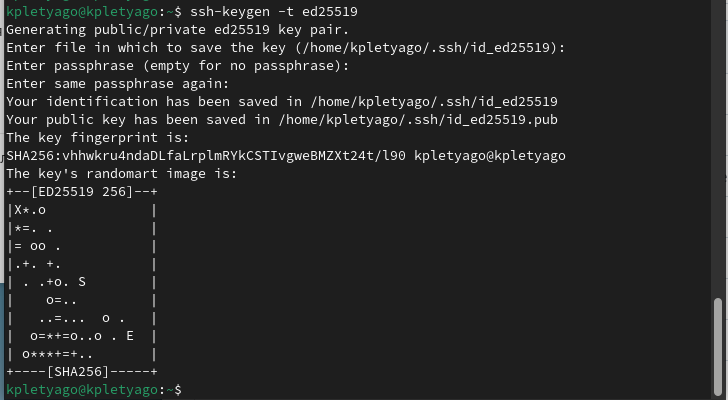 kpletyago@kpletyago:~$ ssh-keygen -t ed25519
Generating public/private ed25519 key pair.
Enter file in which to save the key (/home/kpletyago/.ssh/id_ed25519):
Enter passphrase (empty for no passphrase):
Enter same passphrase again:
Your identification has been saved in /home/kpletyago/.ssh/id_ed25519
Your public key has been saved in /home/kpletyago/.ssh/id_ed25519.pub
The key fingerprint is:
SHA256:vhhwkru4ndaDLfaLrplmRYkCSTIvgweBMZXt24t/l90 kpletyago@kpletyago
The key's randomart image is:
+--[ED25519 256]--+
|X*.o             |
|*=. .            |
|= oo .           |
|.+. +.           |
| . .+o. S        |
|    o=..         |
|   ..=...  o .   |
|  o=*+=o..o . E  |
| o***+=+..       |
+----[SHA256]-----+
kpletyago@kpletyago:~$